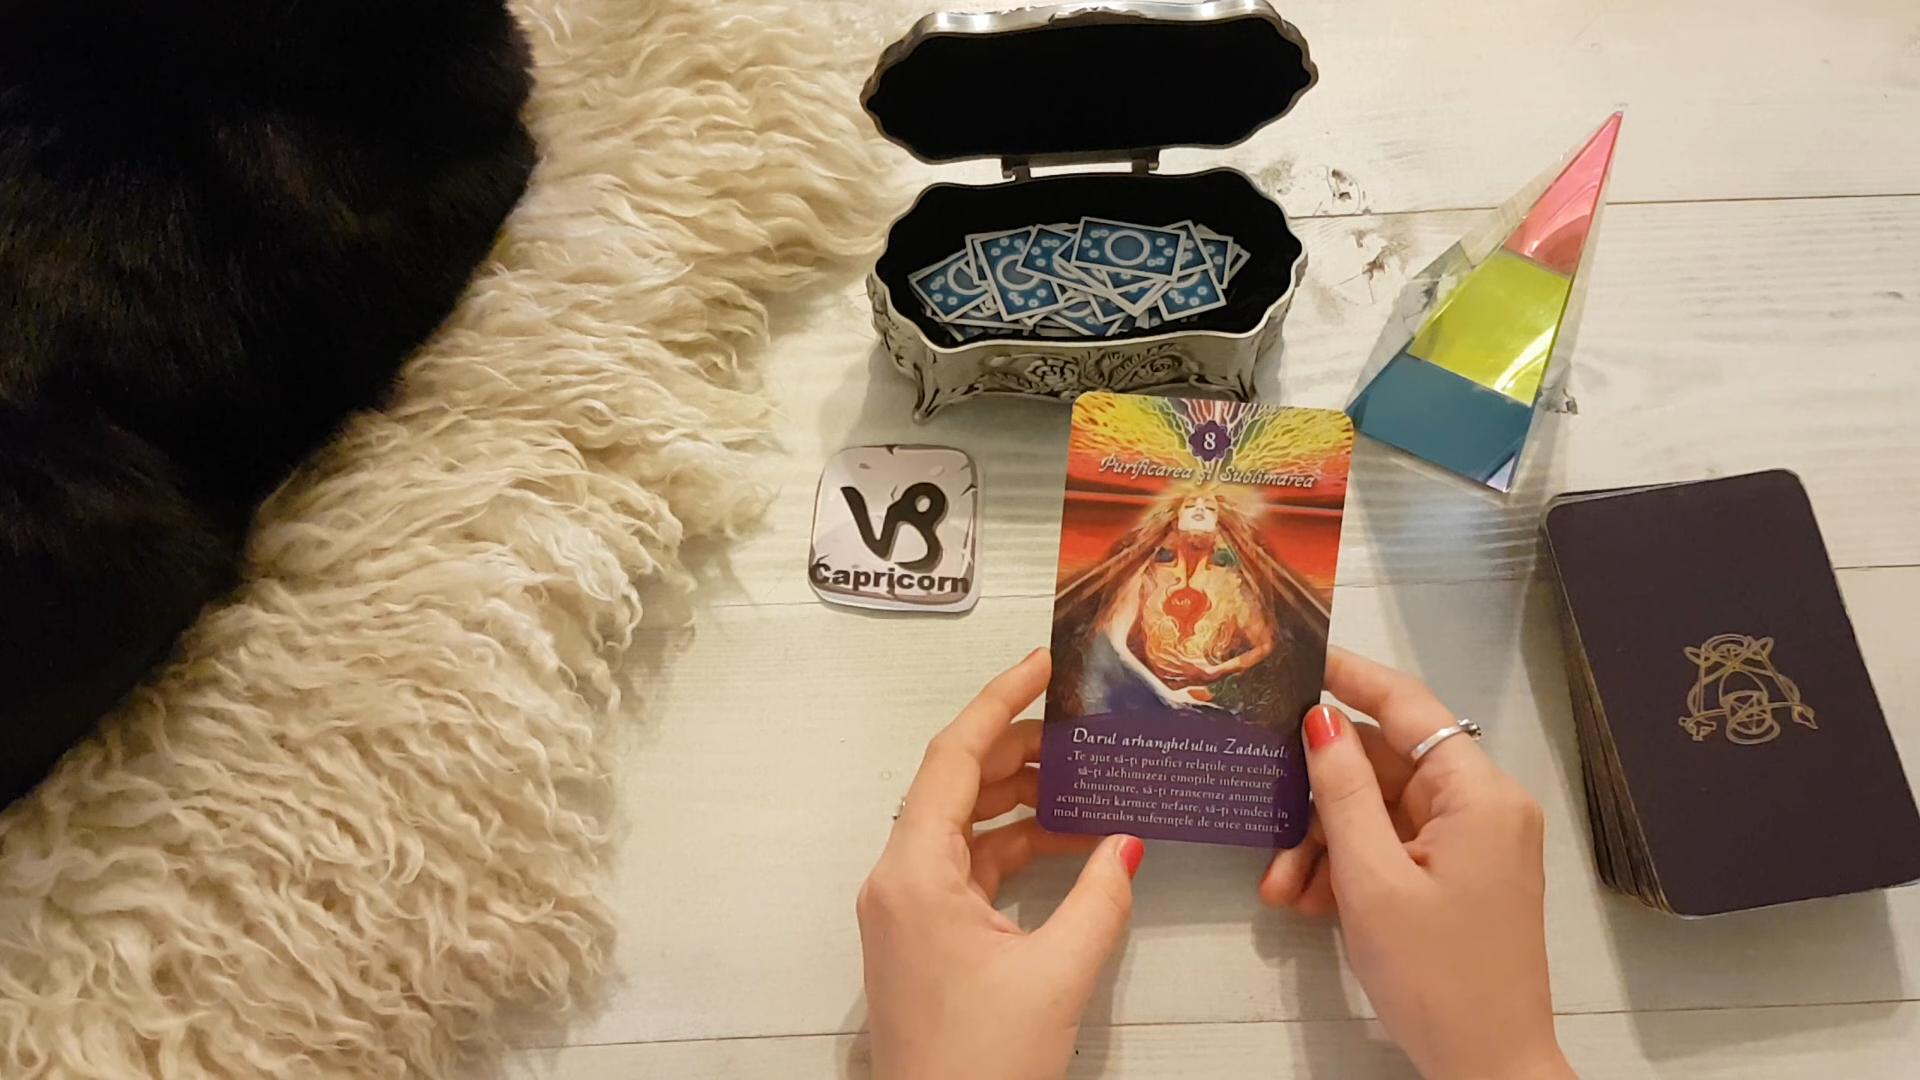 8
Purificarea și Sublimarea
Capricorn
Darul arhanghelului Zadakiel:
„Te ajut să-ți purifici relațiile cu ceilalți,
să-ți alchimizezi emoțiile inferioare
chinuitoare, să-ți transcenzi anumite
acumulări karmice nefaste, să-ți vindeci în
mod miraculos suferințele de orice natură.”